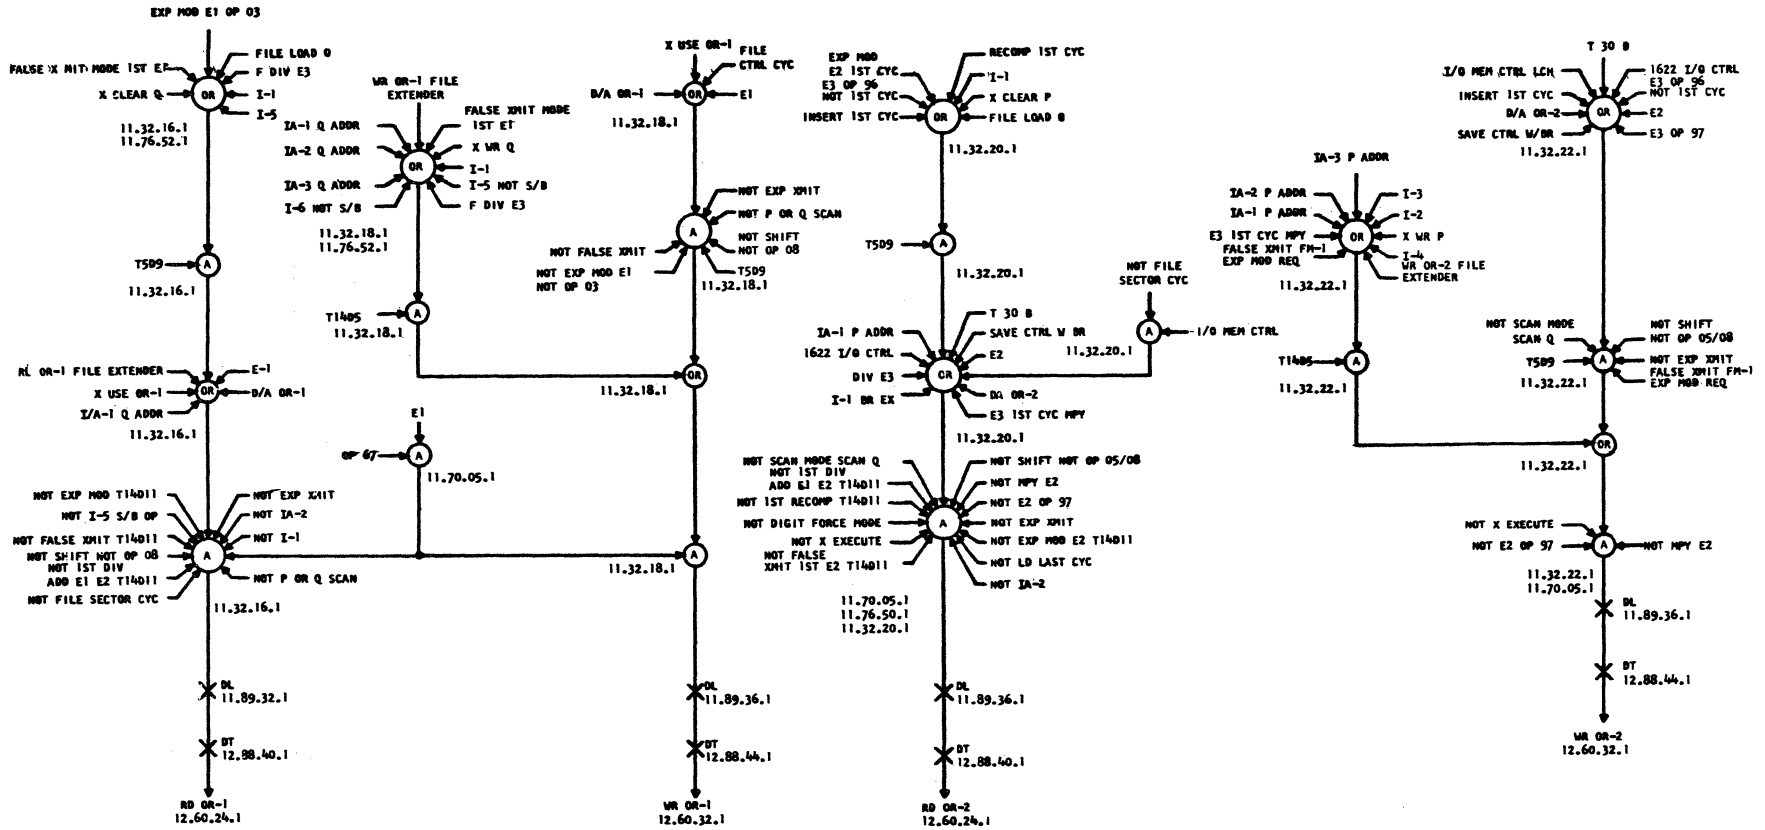 EXP MOD E1 OP 03
FILE LOAD 0
FALSE X MIT MODE 1ST E1
F DIV E3
X CLEAR Q
OR
I-1
I-5
11.32.16.1
11.76.52.1
T5D9
A
11.32.16.1
RL OR-1 FILE EXTENDER
E-1
X USE OR-1
OR
D/A OR-1
I/A-1 Q ADDR
11.32.16.1
NOT EXP MOD T14D11
NOT EXP XMIT
NOT I-5 S/B OP
NOT IA-2
NOT FALSE XMIT T14D11
NOT I-1
NOT SHIFT NOT OP 08
A
NOT 1ST DIV
ADD E1 E2 T14D11
NOT P OR Q SCAN
NOT FILE SECTOR CYC
11.32.16.1
DL
11.89.32.1
DT
12.88.40.1
RD OR-1
12.60.24.1
WR OR-1 FILE
EXTENDER
FALSE XMIT MODE
1ST E1
IA-1 Q ADDR
X WR Q
IA-2 Q ADDR
OR
I-1
IA-3 Q ADDR
I-5 NOT S/B
I-6 NOT S/B
F DIV E3
11.32.18.1
11.76.52.1
T14D5
A
11.32.18.1
E1
OP 67
A
11.70.05.1
X USE OR-1
FILE
CTRL CYC
D/A OR-1
OR
E1
11.32.18.1
NOT EXP XMIT
NOT P OR Q SCAN
A
NOT SHIFT
NOT OP 08
NOT FALSE XMIT
T5D9
NOT EXP MOD E1
NOT OP 03
11.32.18.1
OR
11.32.18.1
A
11.32.18.1
DL
11.89.36.1
DT
12.88.44.1
WR OR-1
12.60.32.1
EXP MOD
E2 1ST CYC
E3 OP 96
NOT 1ST CYC
INSERT 1ST CYC
RECOMP 1ST CYC
I-1
X CLEAR P
FILE LOAD 0
OR
11.32.20.1
T5D9
A
11.32.20.1
T 30 B
IA-1 P ADDR
SAVE CTRL W BR
1622 I/O CTRL
E2
DIV E3
OR
I-1 BR EX
DA OR-2
E3 1ST CYC MPY
11.32.20.1
NOT FILE
SECTOR CYC
A
I/O MEM CTRL
11.32.20.1
NOT SCAN MODE SCAN Q
NOT SHIFT NOT OP 05/08
NOT 1ST DIV
ADD E1 E2 T14D11
NOT MPY E2
NOT 1ST RECOMP T14D11
NOT E2 OP 97
NOT DIGIT FORCE MODE
A
NOT EXP XMIT
NOT X EXECUTE
NOT EXP MOD E2 T14D11
NOT FALSE
XMIT 1ST E2 T14D11
NOT LD LAST CYC
NOT IA-2
11.70.05.1
11.76.50.1
11.32.20.1
DL
11.89.36.1
DT
12.88.40.1
RD OR-2
12.60.24.1
IA-3 P ADDR
IA-2 P ADDR
I-3
IA-1 P ADDR
I-2
E3 1ST CYC MPY
OR
X WR P
FALSE XMIT FM-1
EXP MOD REQ
I-4
WR OR-2 FILE
EXTENDER
11.32.22.1
T14D5
A
11.32.22.1
T 30 B
I/O MEM CTRL LCH
1622 I/O CTRL
E3 OP 96
NOT 1ST CYC
INSERT 1ST CYC
D/A OR-2
OR
E2
SAVE CTRL W/BR
E3 OP 97
11.32.22.1
NOT SCAN MODE
SCAN Q
NOT SHIFT
NOT OP 05/08
T5D9
A
NOT EXP XMIT
FALSE XMIT FM-1
EXP MOD REQ
11.32.22.1
OR
11.32.22.1
NOT X EXECUTE
NOT E2 OP 97
A
NOT MPY E2
11.32.22.1
11.70.05.1
DL
11.89.36.1
DT
12.88.44.1
WR OR-2
12.60.32.1